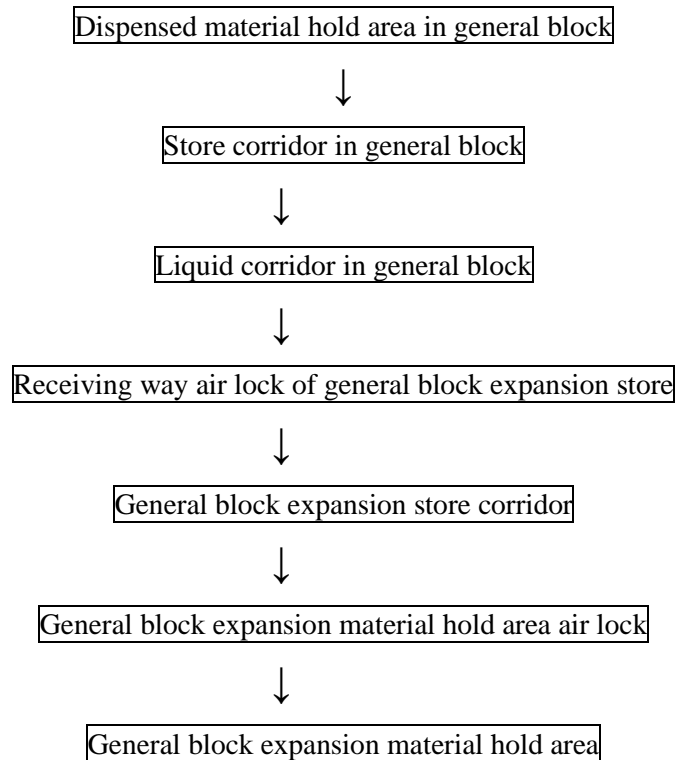 Dispensed material hold area in general block
↓
Store corridor in general block
↓
Liquid corridor in general block
↓
Receiving way air lock of general block expansion store
↓
General block expansion store corridor
↓
General block expansion material hold area air lock
↓
General block expansion material hold area